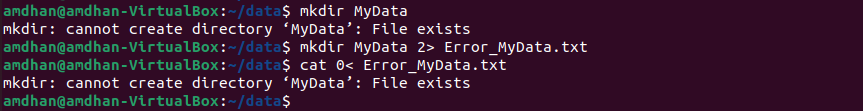 amdhan@amdhan-VirtualBox:~/data$ mkdir MyData
mkdir: cannot create directory ‘MyData’: File exists
amdhan@amdhan-VirtualBox:~/data$ mkdir MyData 2> Error_MyData.txt
amdhan@amdhan-VirtualBox:~/data$ cat 0< Error_MyData.txt
mkdir: cannot create directory ‘MyData’: File exists
amdhan@amdhan-VirtualBox:~/data$